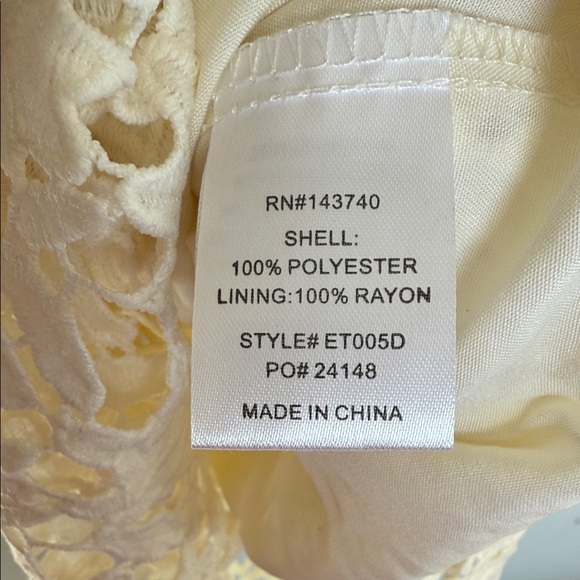 RN#143740
SHELL:
100% POLYESTER
LINING:100% RAYON
STYLE# ET005D
PO# 24148
MADE IN CHINA